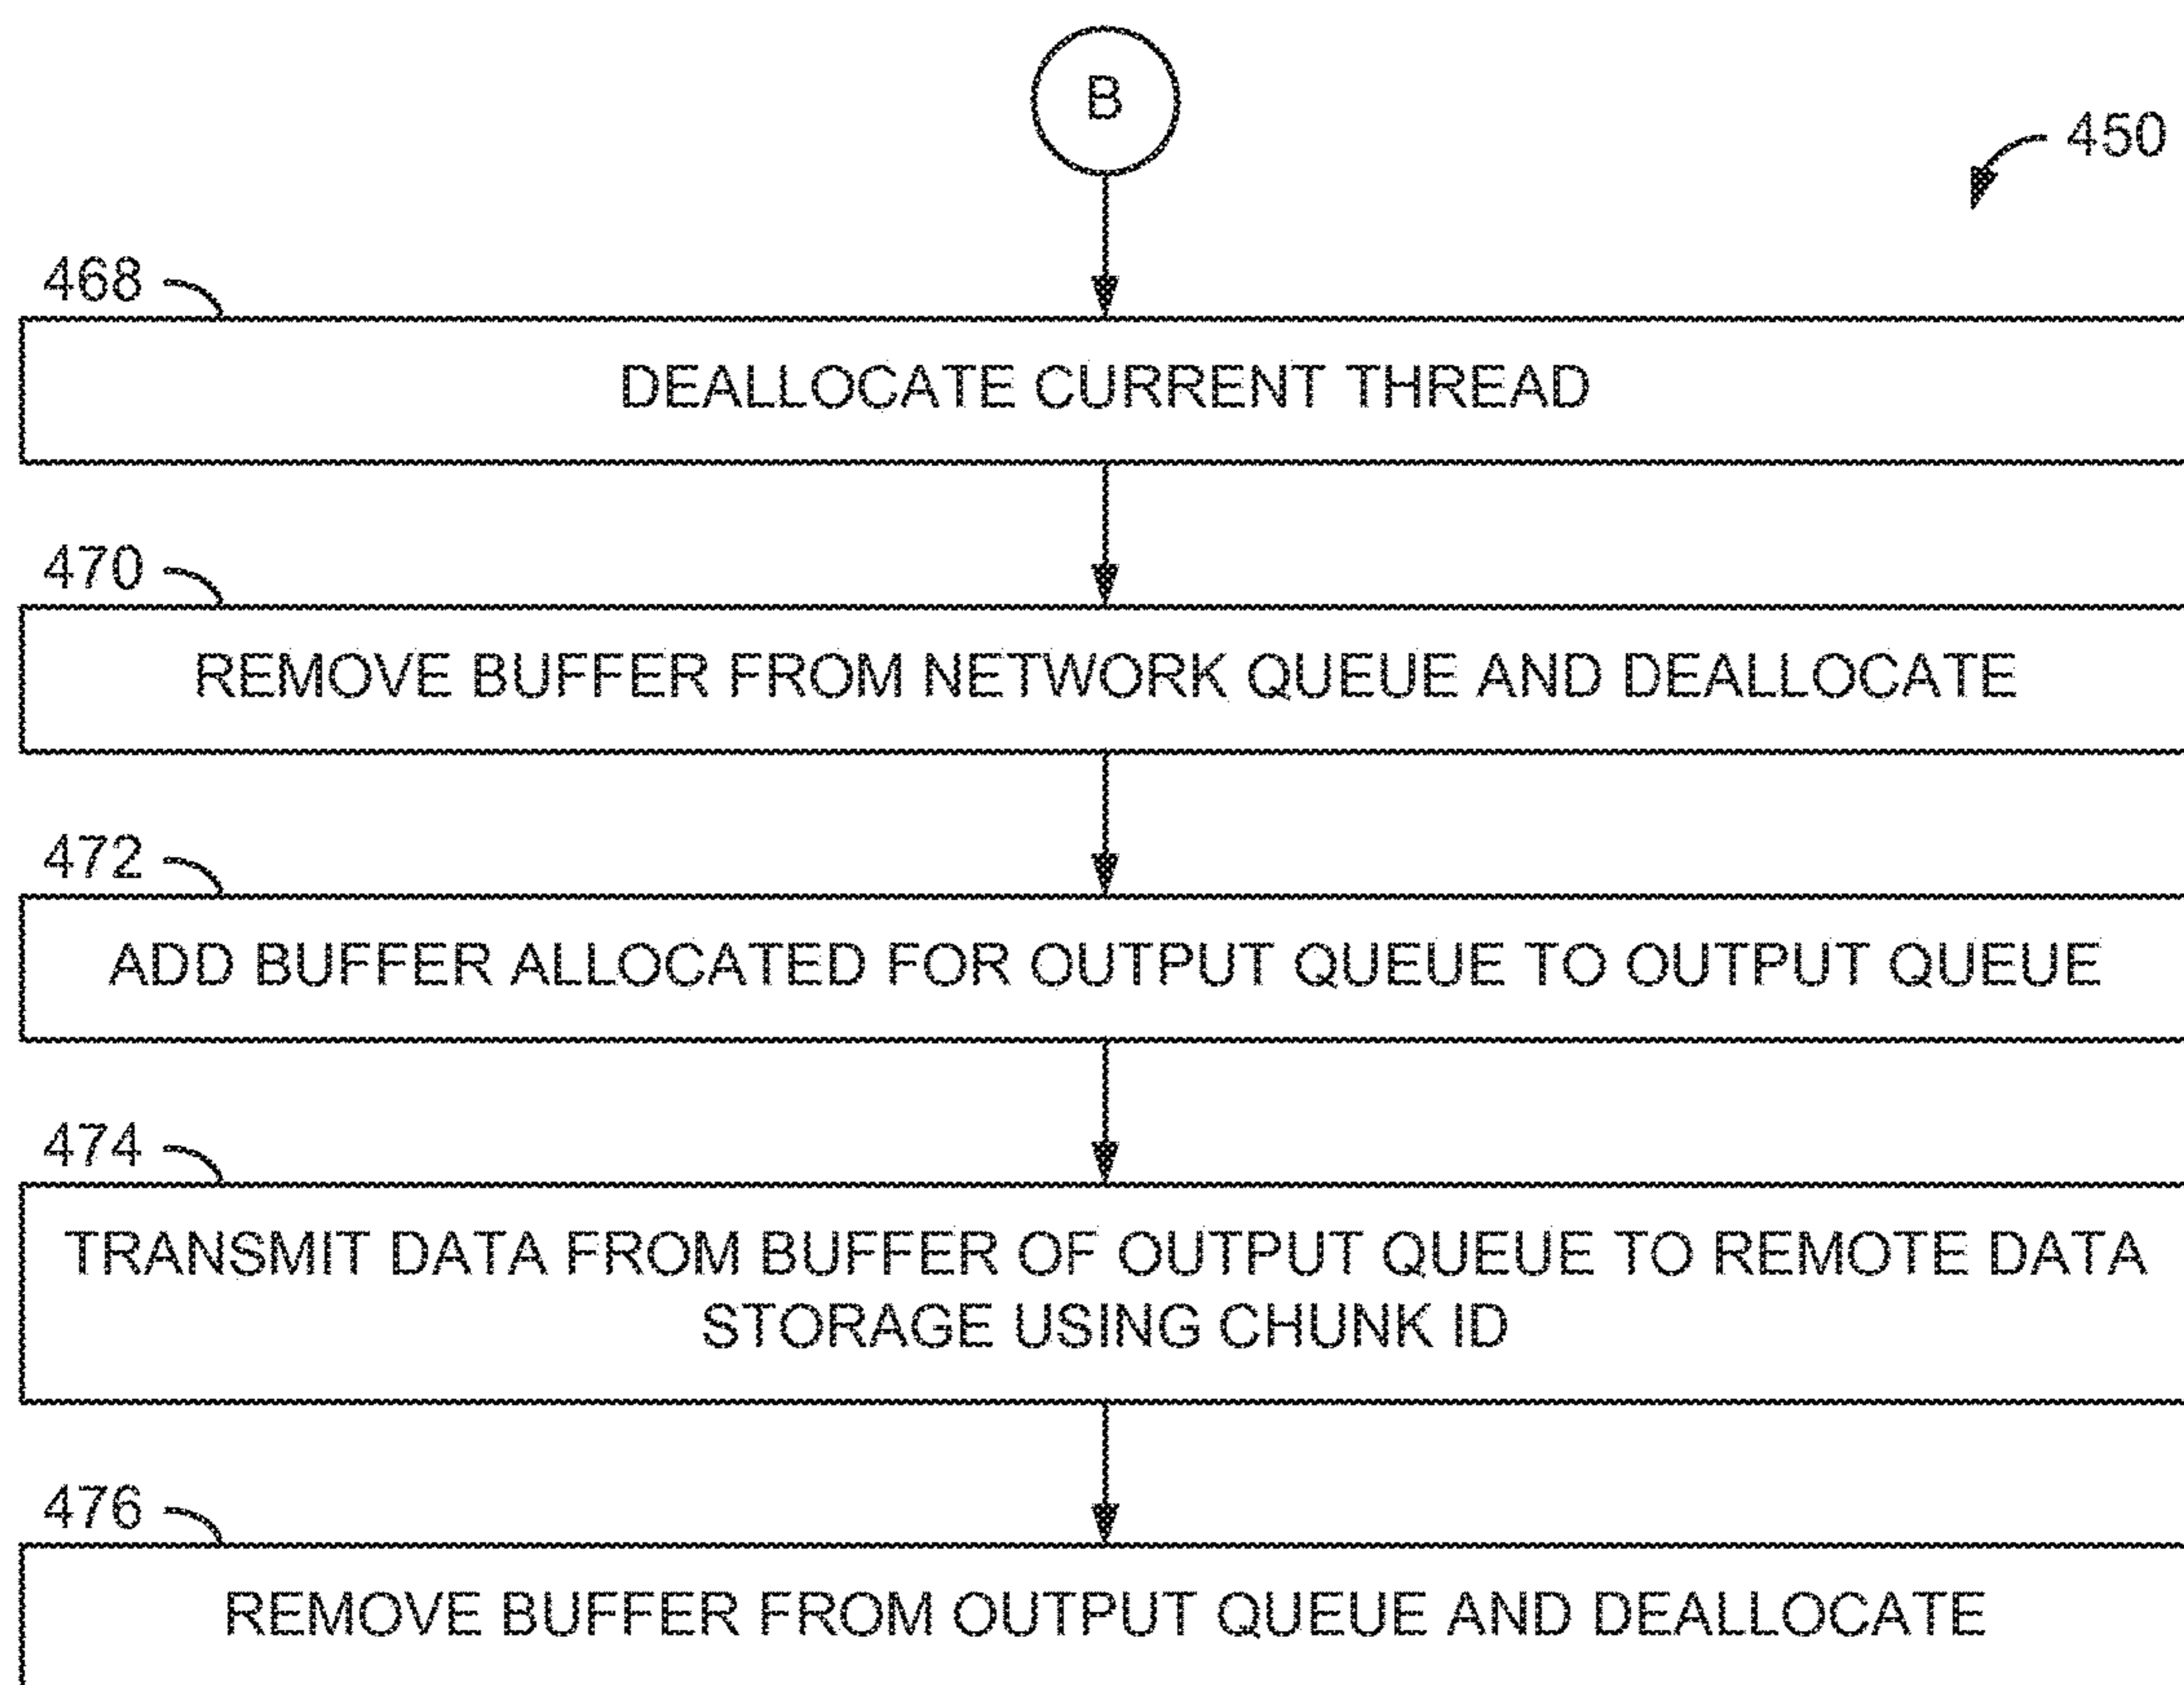 B
450
468
DEALLOCATE CURRENT THREAD
470
REMOVE BUFFER FROM NETWORK QUEUE AND DEALLOCATE
472
ADD BUFFER ALLOCATED FOR OUTPUT QUEUE TO OUTPUT QUEUE
474
TRANSMIT DATA FROM BUFFER OF OUTPUT QUEUE TO REMOTE DATA
STORAGE USING CHUNK ID
476
REMOVE BUFFER FROM OUTPUT QUEUE AND DEALLOCATE